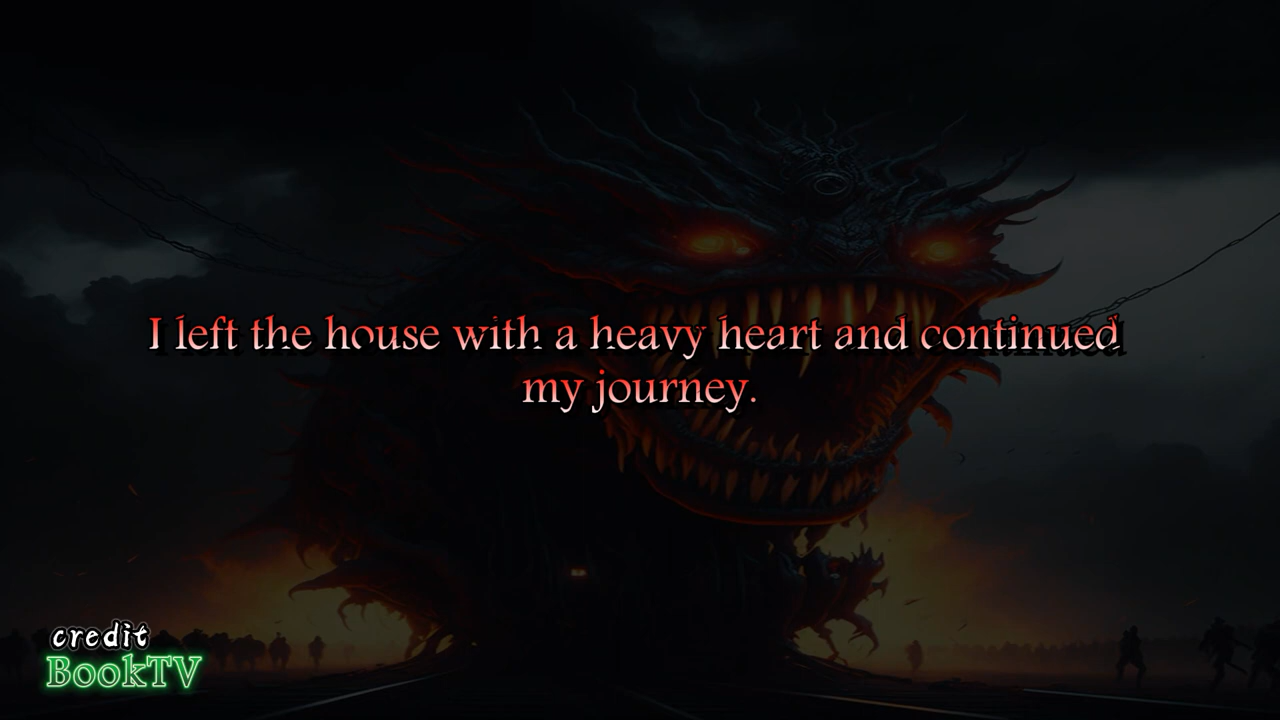 I left the house with a heavy heart and continued
my journey.
credit
BookTV